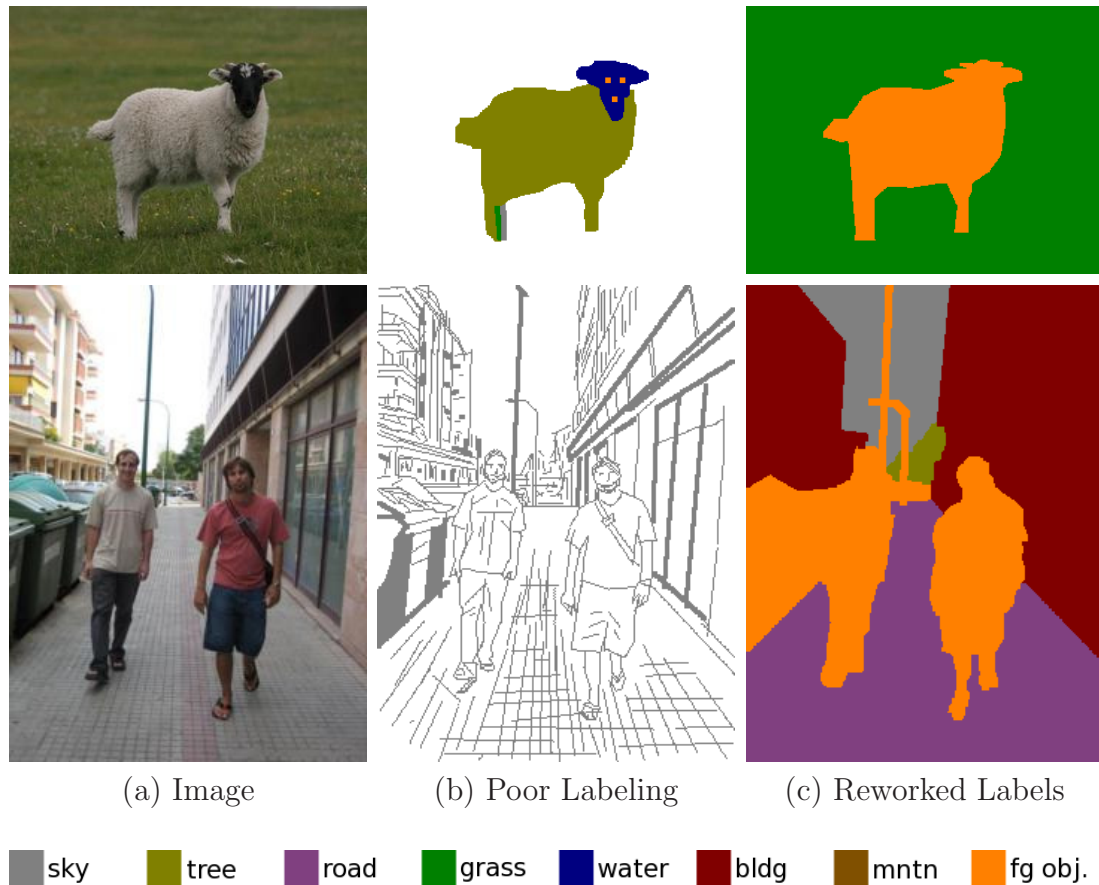 (a) Image (b) Poor Labeling (c) Reworked Labels
sky tree road grass water bldg mntn fg obj.